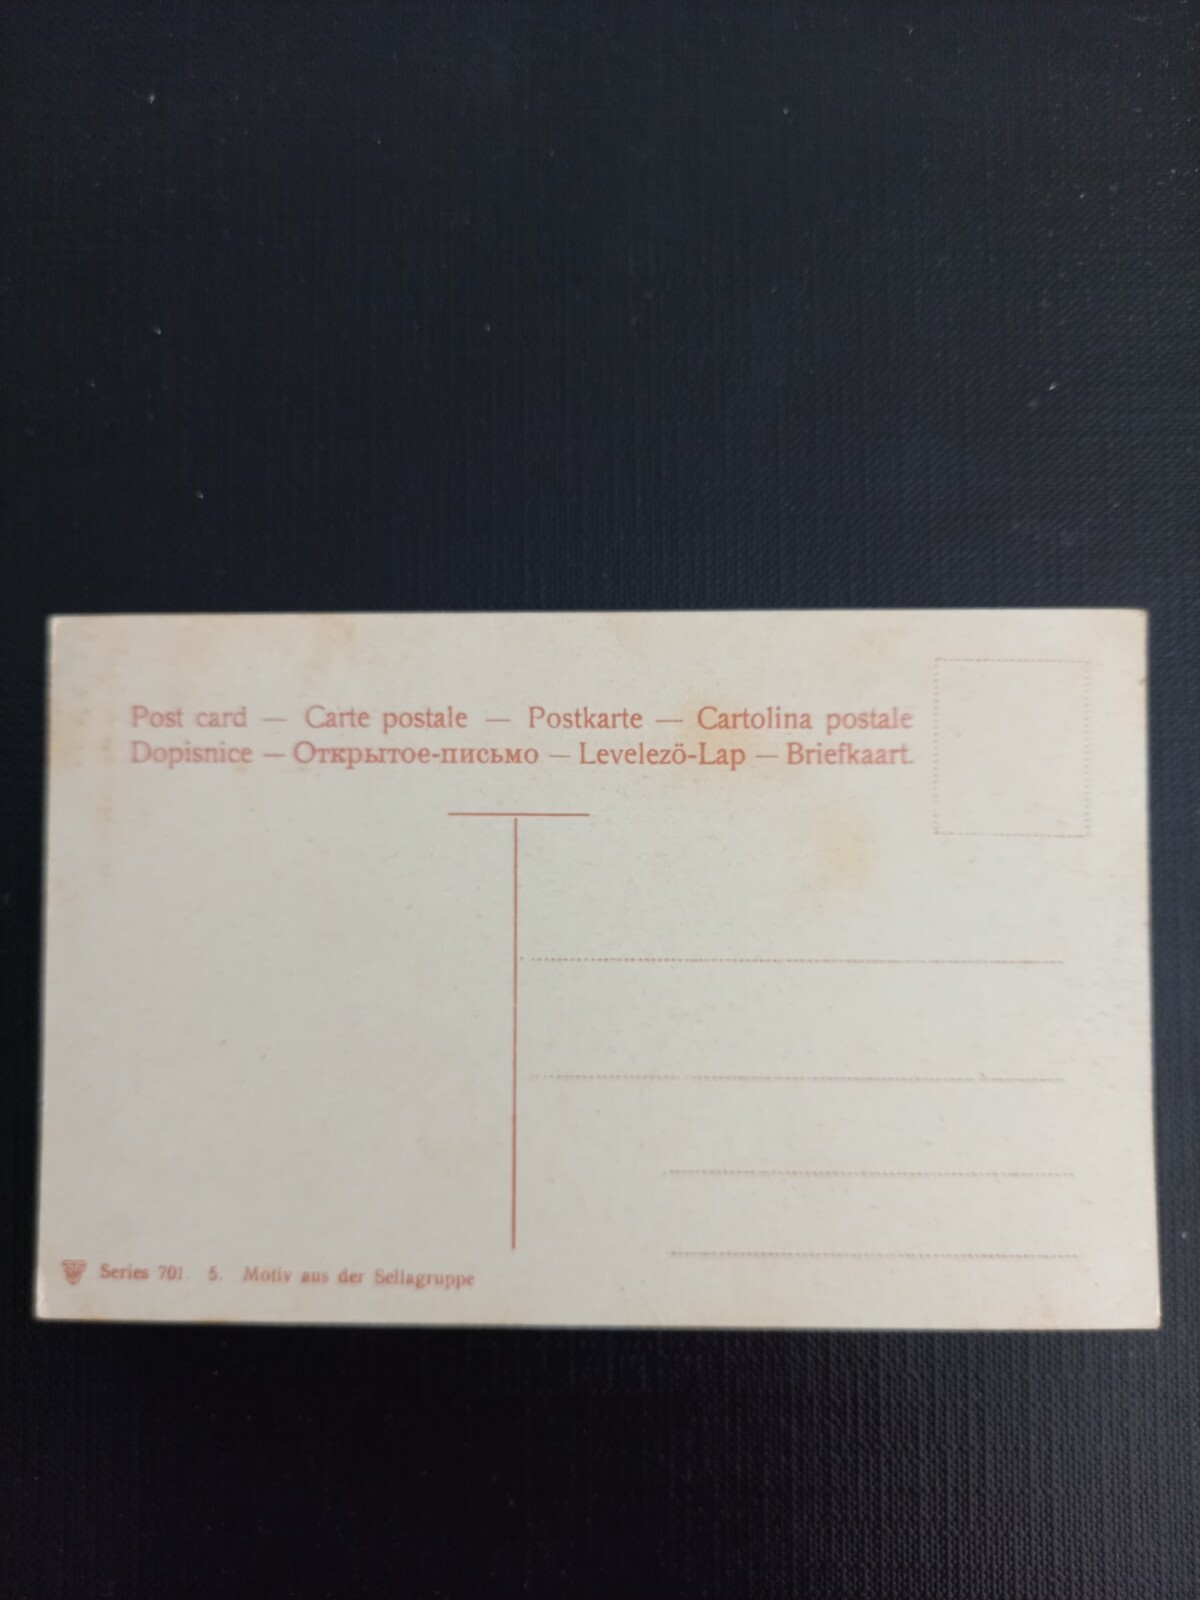 Post card — Carte postale — Postkarte — Cartolina postale
Dopisnice — Открытое-письмо — Levelezö-Lap — Briefkaart.
Series 701. 5. Motiv aus der Sellagruppe